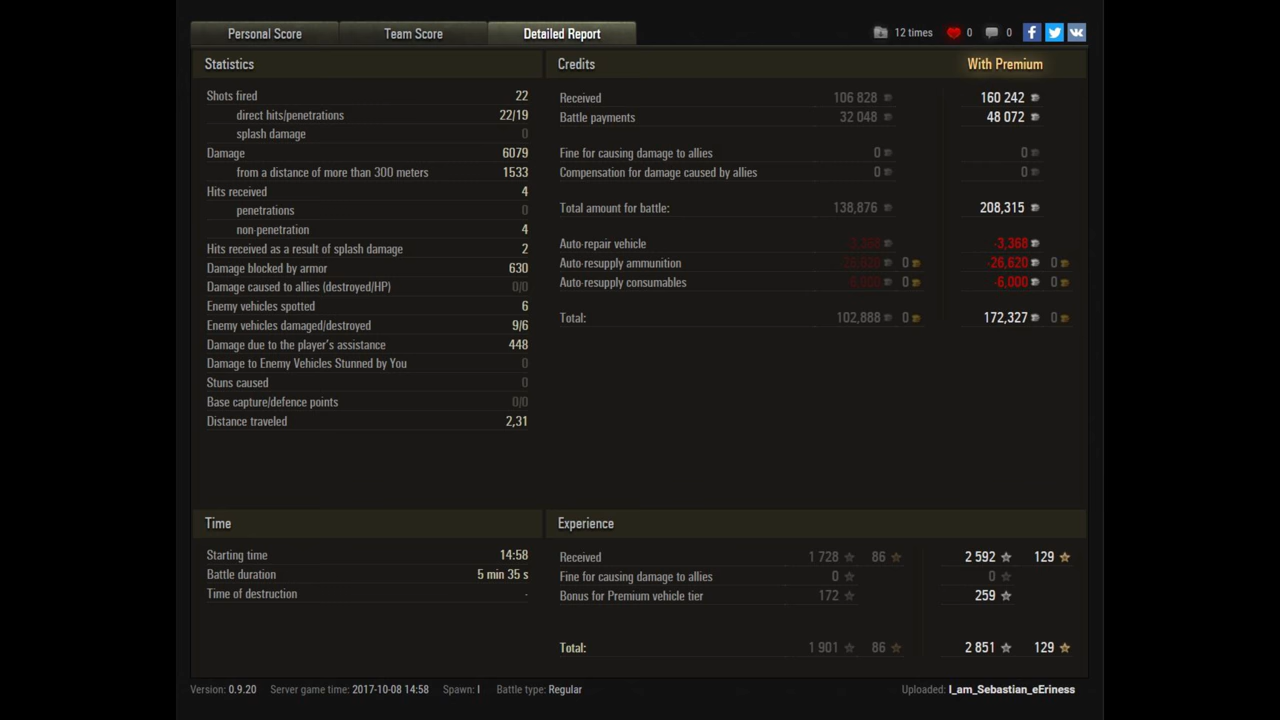 Personal Score Team Score Detailed Report 12 times 0 0
Statistics
Shots fired 22
direct hits/penetrations 22/19
splash damage 0
Damage 6079
from a distance of more than 300 meters 1533
Hits received 4
penetrations 0
non-penetration 4
Hits received as a result of splash damage 2
Damage blocked by armor 630
Damage caused to allies (destroyed/HP) 0/0
Enemy vehicles spotted 6
Enemy vehicles damaged/destroyed 9/6
Damage due to the player's assistance 448
Damage to Enemy Vehicles Stunned by You 0
Stuns caused 0
Base capture/defence points 0/0
Distance traveled 2,31
Credits With Premium
Received 106 828 160 242
Battle payments 32 048 48 072
Fine for causing damage to allies 0 0
Compensation for damage caused by allies 0 0
Total amount for battle: 138,876 208,315
Auto repair vehicle -3,368 -3,368
Auto resupply ammunition -26,620 0 -26,620 0
Auto resupply consumables -6,000 0 -6,000 0
Total: 102,888 0 172,327 0
Time
Starting time 14:58
Battle duration 5 min 35 s
Time of destruction -
Experience
Received 1 728 86 2 592 129
Fine for causing damage to allies 0 0
Bonus for Premium vehicle tier 172 259
Total: 1 901 86 2 851 129
Version: 0.9.20 Server game time: 2017-10-08 14:58 Spawn: I Battle type: Regular Uploaded: I_am_Sebastian_eEriness